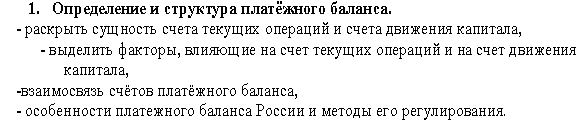 1. Определение и структура платёжного баланса.
- раскрыть сущность счета текущих операций и счета движения капитала,
- выделить факторы, влияющие на счет текущих операций и на счет движения
капитала,
-взаимосвязь счётов платёжного баланса,
- особенности платежного баланса России и методы его регулирования.